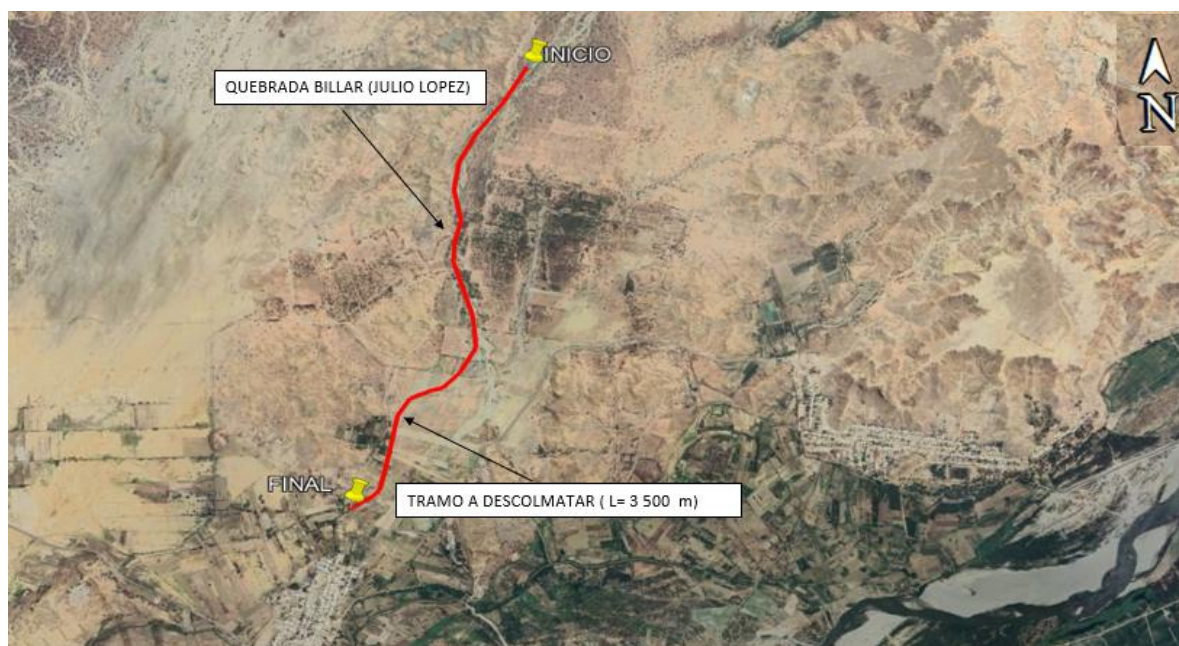 INICIO
QUEBRADA BILLAR (JULIO LOPEZ)
N
FINAL
TRAMO A DESCOLMATAR ( L= 3 500 m)